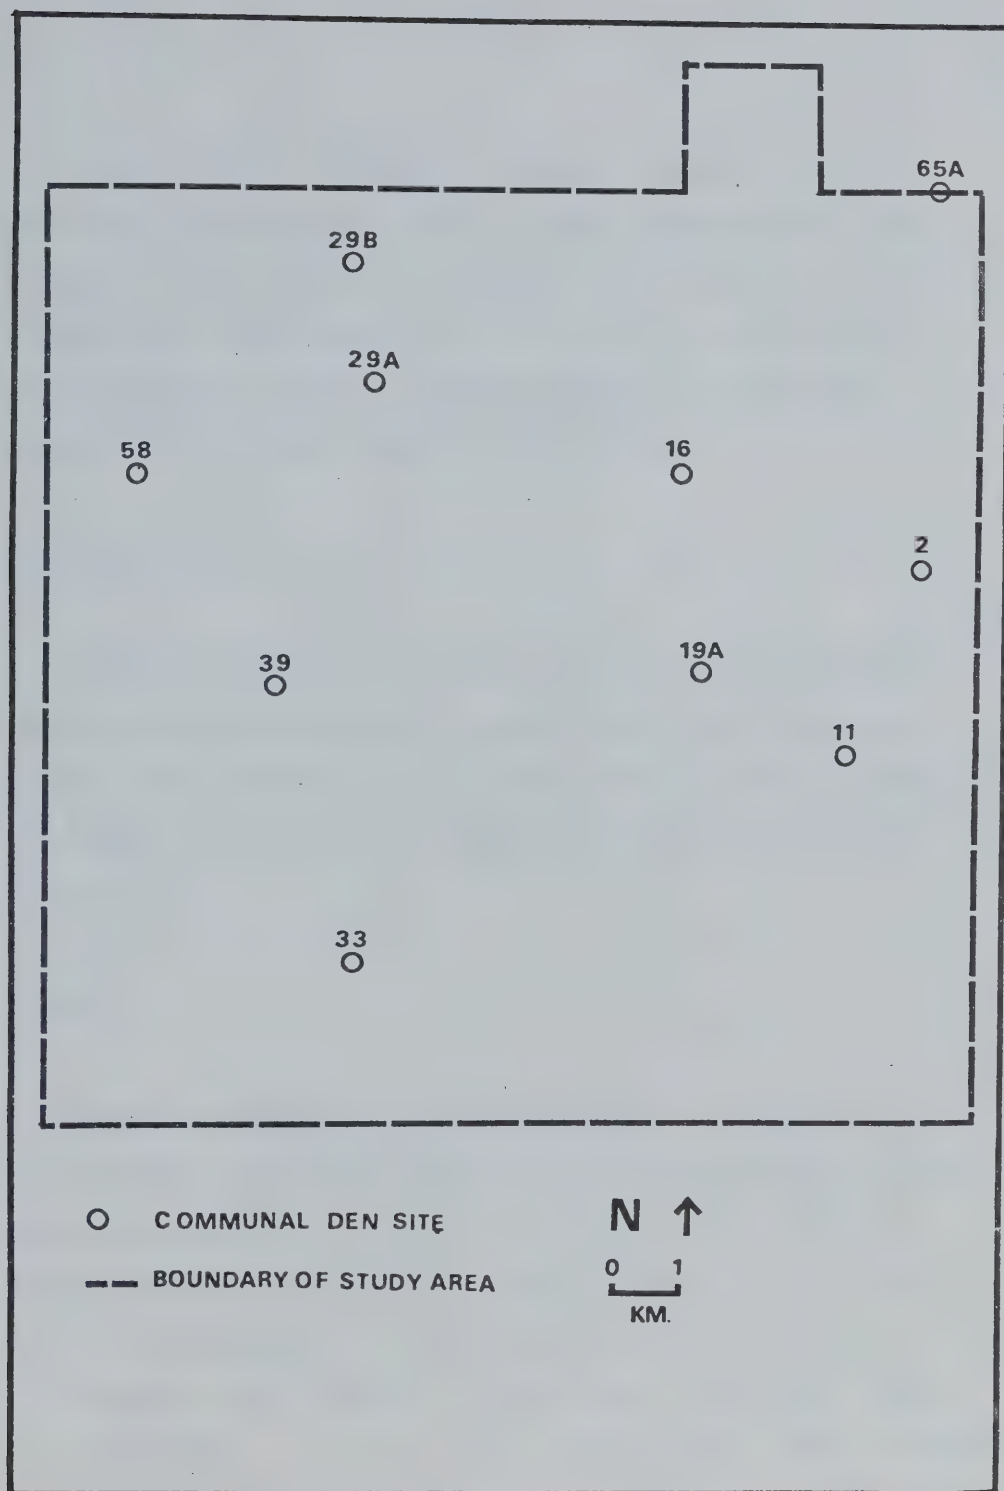 65A
29B
29A
58
16
2
39
19A
11
33
COMMUNAL DEN SITE
BOUNDARY OF STUDY AREA
N ↑
0 1
KM.